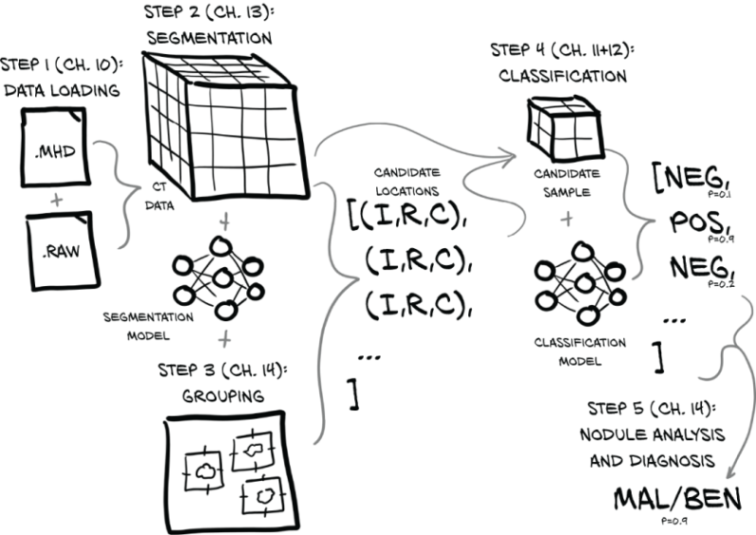 STEP 1 (CH. 10):
DATA LOADING
.MHD
+
.RAW
STEP 2 (CH. 13):
SEGMENTATION
CT
DATA
+
SEGMENTATION
MODEL
+
STEP 3 (CH. 14):
GROUPING
CANDIDATE
LOCATIONS
[(I,R,C),
(I,R,C),
(I,R,C),
...
]
STEP 4 (CH. 11+12):
CLASSIFICATION
CANDIDATE
SAMPLE
+
CLASSIFICATION
MODEL
[NEG,
P=0.1
POS,
P=0.9
NEG,
P=0.2
...
]
STEP 5 (CH. 14):
NODULE ANALYSIS
AND DIAGNOSIS
MAL/BEN
P=0.9